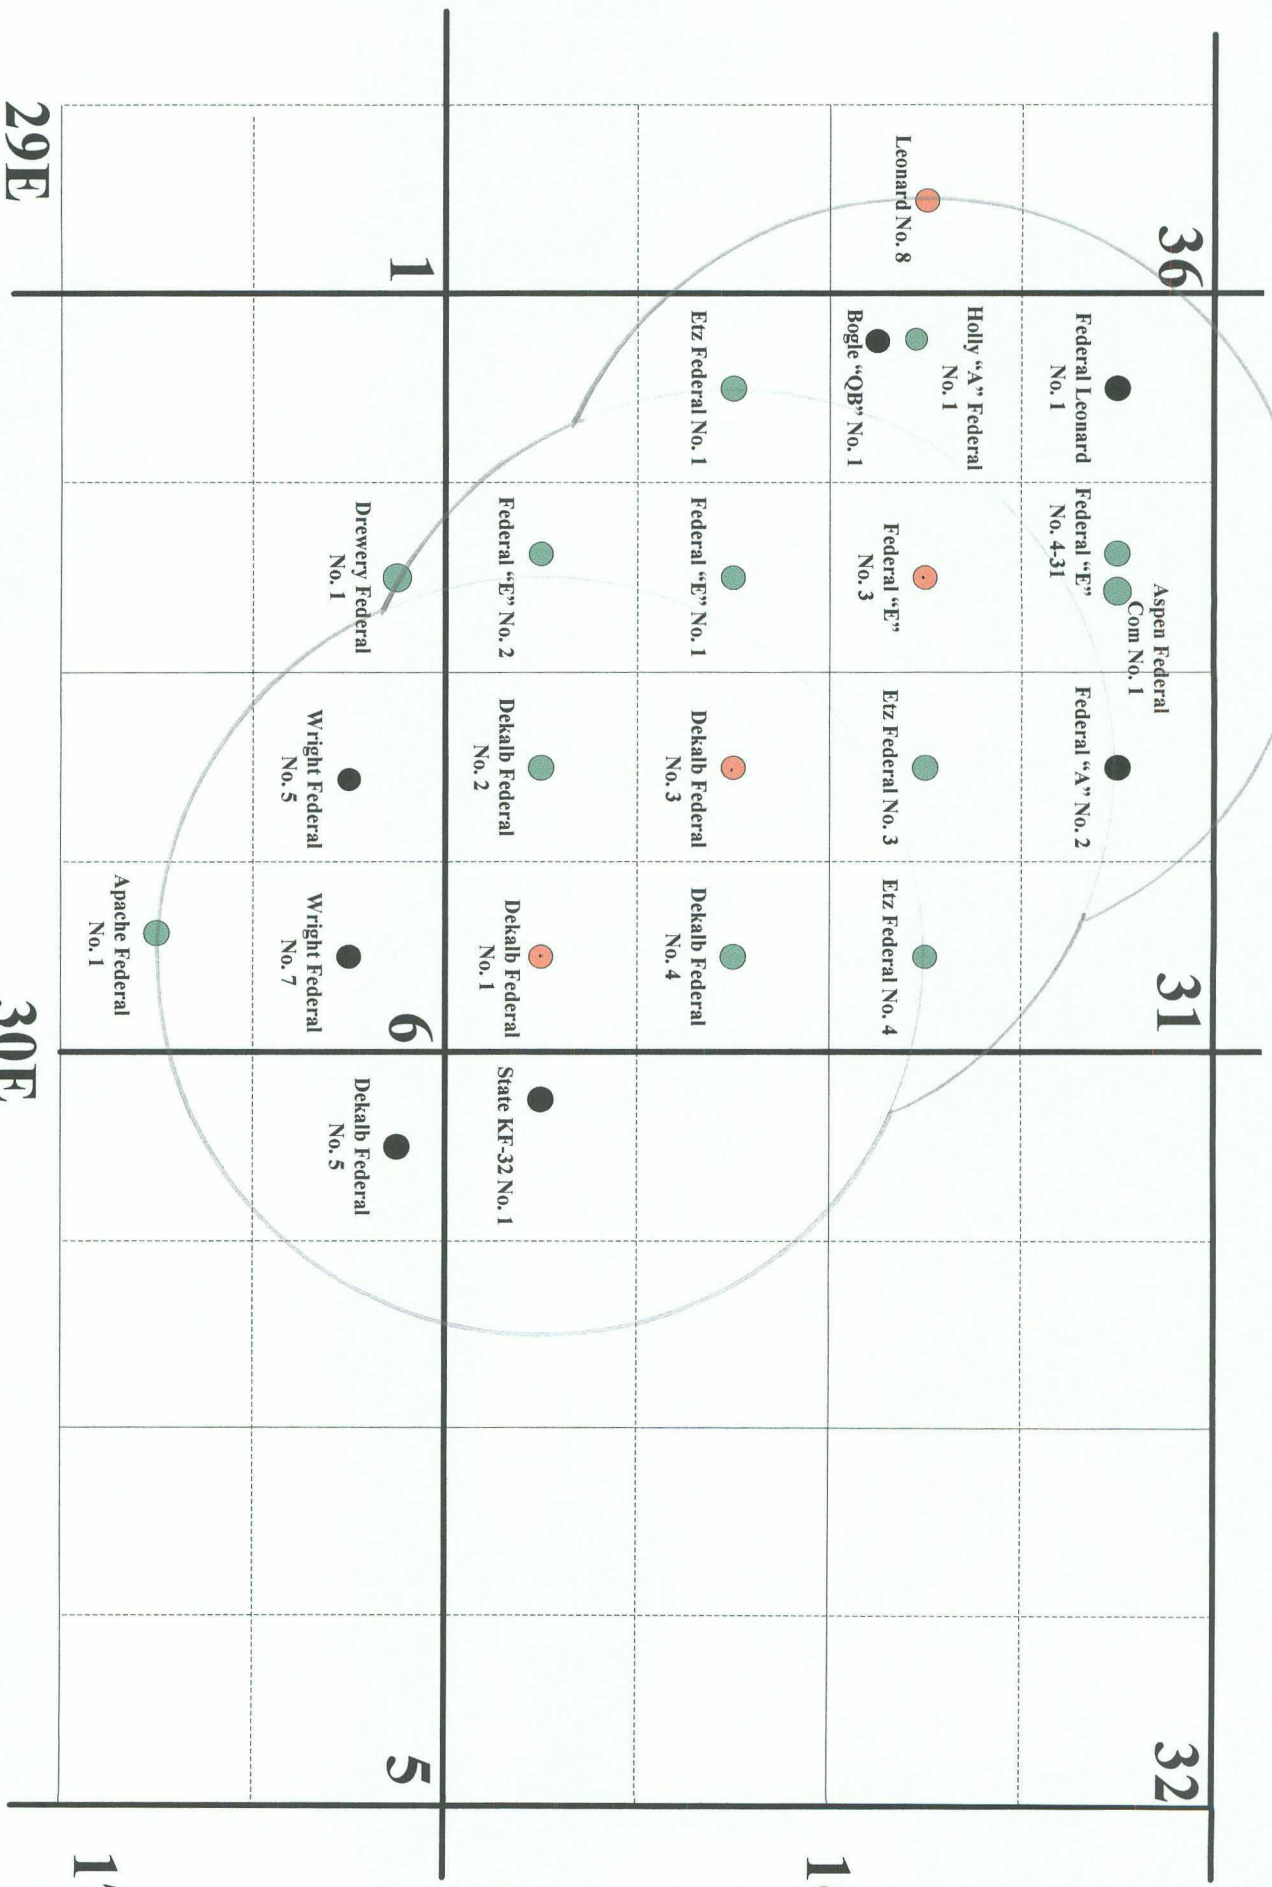 36
31
32
Federal Leonard
No. 1
Federal “E”
No. 4-31
Aspen Federal
Com No. 1
Federal “A” No. 2
Leonard No. 8
Holly “A” Federal
No. 1
Bogle “QB” No. 1
Federal “E”
No. 3
Etz Federal No. 3
Etz Federal No. 4
Etz Federal No. 1
Federal “E” No. 1
Dekalb Federal
No. 3
Dekalb Federal
No. 4
Federal “E” No. 2
Dekalb Federal
No. 2
Dekalb Federal
No. 1
State KF-32 No. 1
1
6
5
Drewery Federal
No. 1
Wright Federal
No. 5
Wright Federal
No. 7
Dekalb Federal
No. 5
Apache Federal
No. 1
29E
30E